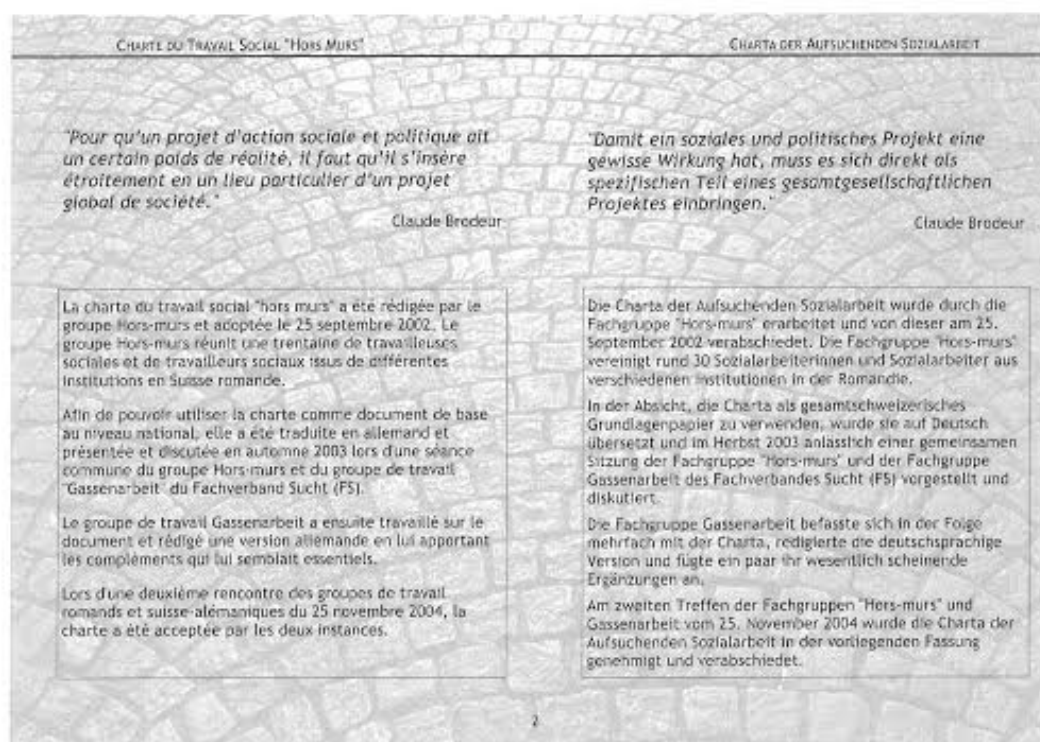 CHARTE DU TRAVAIL SOCIAL "HORS MURS"
"Pour qu'un projet d'action sociale et politique ait
un certain poids de réalité, il faut qu'il s'insère
étroitement en un lieu particulier d'un projet
global de société."
Claude Brodeur
La charte du travail social "hors murs" a été rédigée par le
groupe Hors-murs et adoptée le 25 septembre 2002. Le
groupe Hors-murs réunit une trentaine de travailleuses
sociales et de travailleurs sociaux issus de différentes
institutions en Suisse romande.
Afin de pouvoir utiliser la charte comme document de base
au niveau national, elle a été traduite en allemand et
présentée et discutée en automne 2003 lors d'une séance
commune du groupe Hors-murs et du groupe de travail
"Gassenarbeit" du Fachverband Sucht (FS).
Le groupe de travail Gassenarbeit a ensuite travaillé sur le
document et rédigé une version allemande en lui apportant
les compléments qui lui semblait essentiels.
Lors d'une deuxième rencontre des groupes de travail
romands et suisse-alémaniques du 25 novembre 2004, la
charte a été acceptée par les deux instances.
CHARTA DER AUFSUCHENDEN SOZIALARBEIT
"Damit ein soziales und politisches Projekt eine
gewisse Wirkung hat, muss es sich direkt als
spezifischen Teil eines gesamtgesellschaftlichen
Projektes einbringen."
Claude Brodeur
Die Charta der Aufsuchenden Sozialarbeit wurde durch die
Fachgruppe "Hors-murs" erarbeitet und von dieser am 25.
September 2002 verabschiedet. Die Fachgruppe "Hors-murs"
vereinigt rund 30 Sozialarbeiterinnen und Sozialarbeiter aus
verschiedenen Institutionen in der Romandie.
In der Absicht, die Charta als gesamtschweizerisches
Grundlagenpapier zu verwenden, wurde sie auf Deutsch
übersetzt und im Herbst 2003 anlässlich einer gemeinsamen
Sitzung der Fachgruppe "Hors-murs" und der Fachgruppe
Gassenarbeit des Fachverbandes Sucht (FS) vorgestellt und
diskutiert.
Die Fachgruppe Gassenarbeit befasste sich in der Folge
mehrfach mit der Charta, redigierte die deutschsprachige
Version und fügte ein paar ihr wesentlich scheinende
Ergänzungen an.
Am zweiten Treffen der Fachgruppen "Hors-murs" und
Gassenarbeit vom 25. November 2004 wurde die Charta der
Aufsuchenden Sozialarbeit in der vorliegenden Fassung
genehmigt und verabschiedet.
2